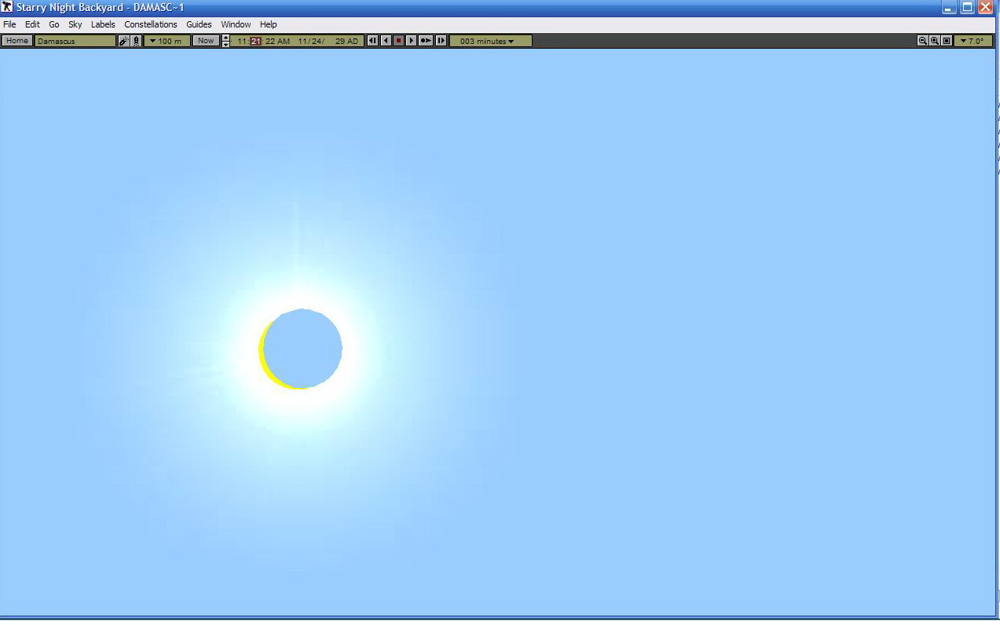 Starry Night Backyard - DAMASC~1
File Edit Go Sky Labels Constellations Guides Window Help
Home Damascus 100 m Now 11:21:22 AM 11/24/ 29 AD 003 minutes 7.0°